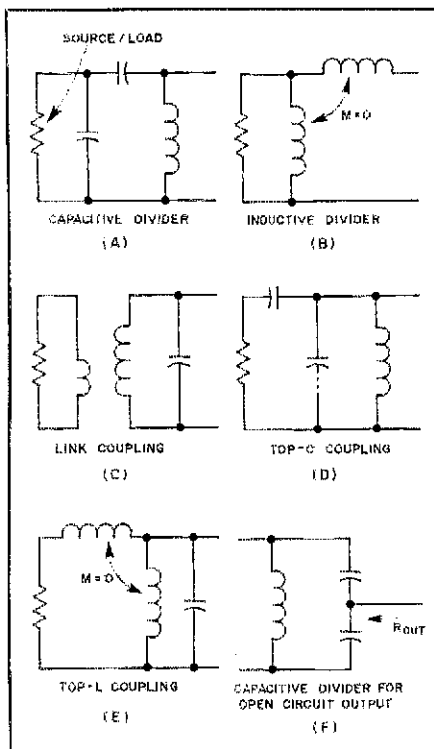 SOURCE/LOAD
M=0
CAPACITIVE DIVIDER
(A)
INDUCTIVE DIVIDER
(B)
LINK COUPLING
(C)
TOP-C COUPLING
(D)
M=0
TOP-L COUPLING
(E)
ROUT
CAPACITIVE DIVIDER FOR
OPEN CIRCUIT OUTPUT
(F)